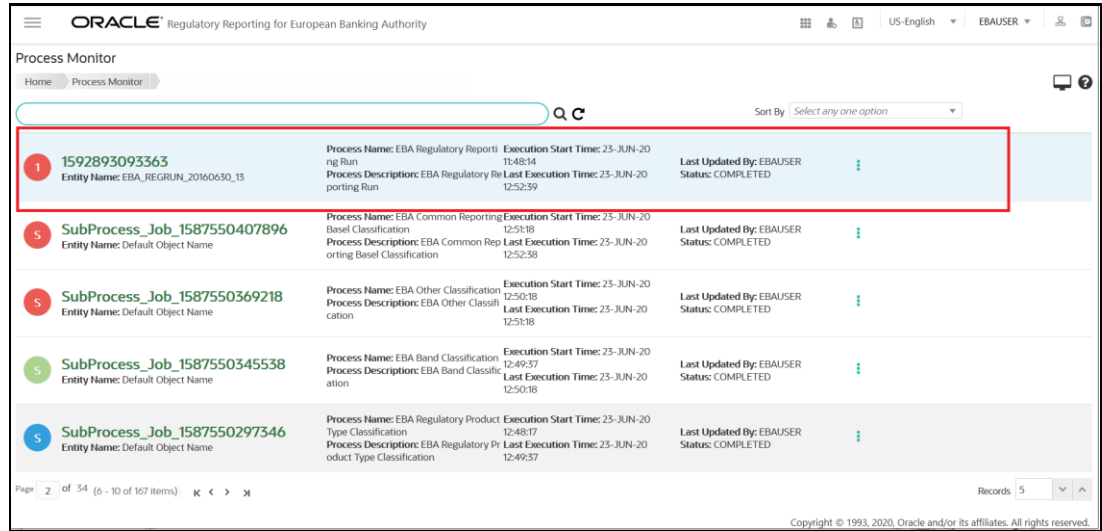 ORACLE® Regulatory Reporting for European Banking Authority
US-English
EBAUSER
Process Monitor
Home
Process Monitor
Sort By Select any one option
1
1592893093363
Entity Name: EBA_REGRUN_20160630_13
Process Name: EBA Regulatory Reporti
ng Run
Process Description: EBA Regulatory Re
porting Run
Execution Start Time: 23-JUN-20
11:48:14
Last Execution Time: 23-JUN-20
12:52:39
Last Updated By: EBAUSER
Status: COMPLETED
S
SubProcess_Job_1587550407896
Entity Name: Default Object Name
Process Name: EBA Common Reporting
Basel Classification
Process Description: EBA Common Rep
orting Basel Classification
Execution Start Time: 23-JUN-20
12:51:18
Last Execution Time: 23-JUN-20
12:52:38
Last Updated By: EBAUSER
Status: COMPLETED
S
SubProcess_Job_1587550369218
Entity Name: Default Object Name
Process Name: EBA Other Classification
Process Description: EBA Other Classifi
cation
Execution Start Time: 23-JUN-20
12:50:18
Last Execution Time: 23-JUN-20
12:51:18
Last Updated By: EBAUSER
Status: COMPLETED
S
SubProcess_Job_1587550345538
Entity Name: Default Object Name
Process Name: EBA Band Classification
Process Description: EBA Band Classific
ation
Execution Start Time: 23-JUN-20
12:49:37
Last Execution Time: 23-JUN-20
12:50:18
Last Updated By: EBAUSER
Status: COMPLETED
S
SubProcess_Job_1587550297346
Entity Name: Default Object Name
Process Name: EBA Regulatory Product
Type Classification
Process Description: EBA Regulatory Pr
oduct Type Classification
Execution Start Time: 23-JUN-20
12:48:17
Last Execution Time: 23-JUN-20
12:49:37
Last Updated By: EBAUSER
Status: COMPLETED
Page 2 of 34 (6 - 10 of 167 items)
Records 5
Copyright © 1993, 2020, Oracle and/or its affiliates. All rights reserved.